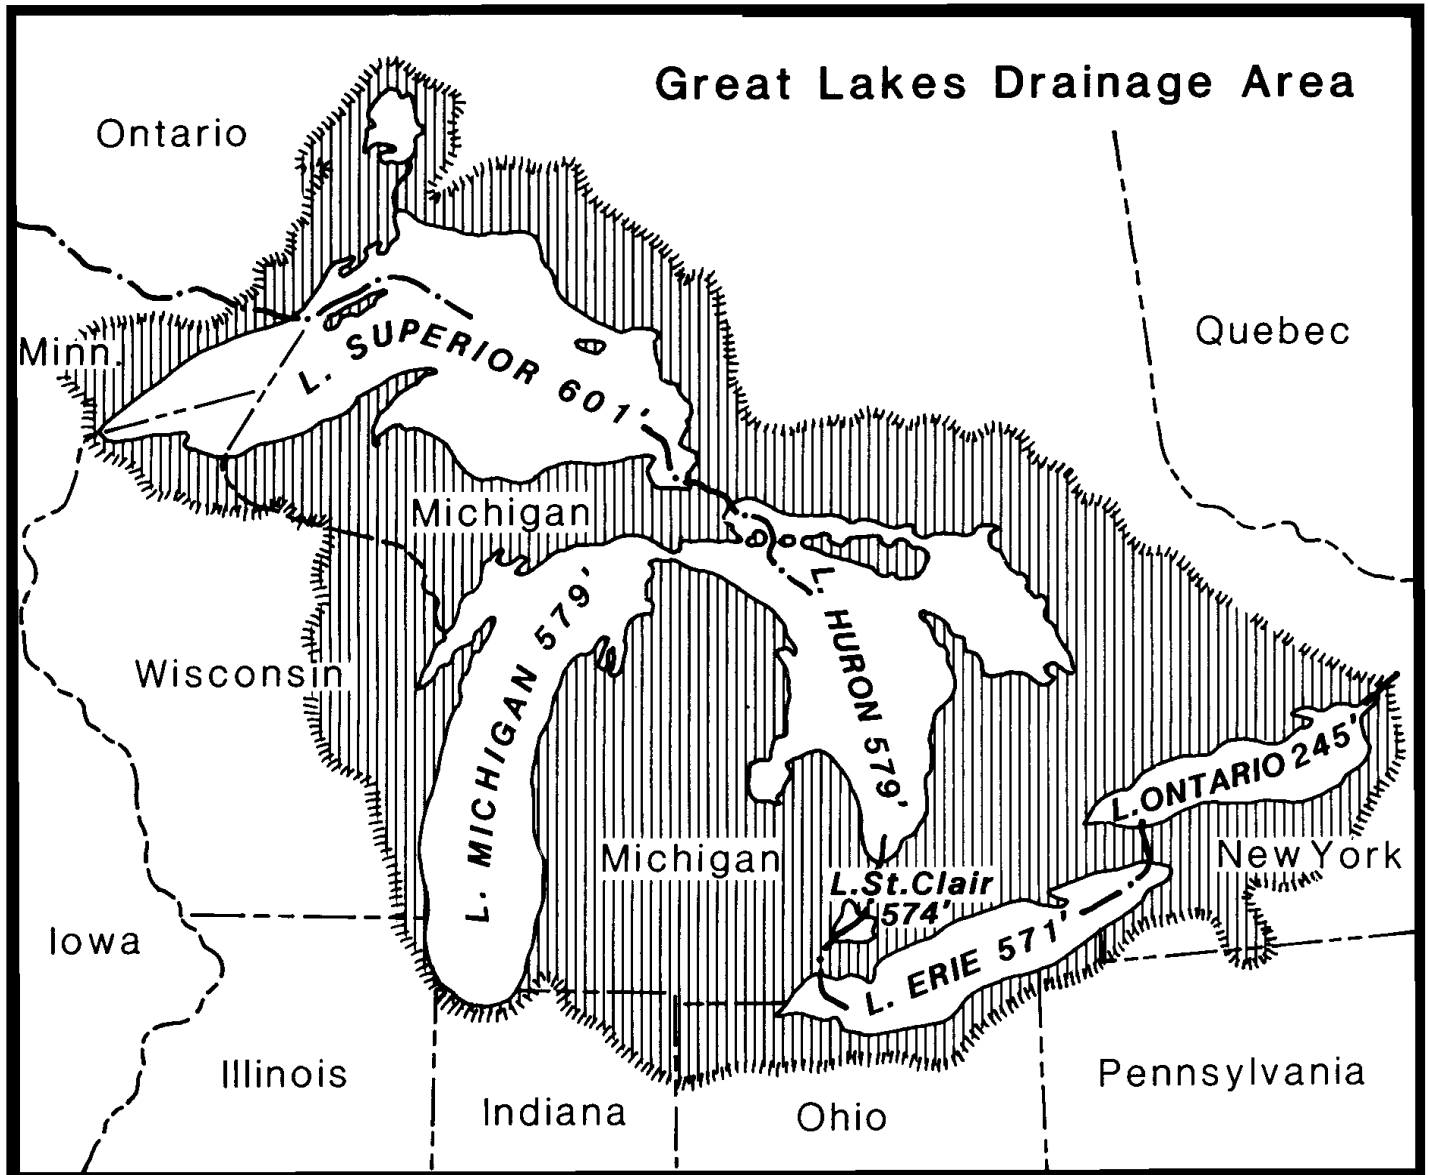 Great Lakes Drainage Area
Ontario
Quebec
Minn.
L. SUPERIOR 601'
Michigan
L. MICHIGAN 579'
L. HURON 579'
Wisconsin
L. ONTARIO 245'
Michigan
New York
L. St. Clair
574'
L. ERIE 571'
Iowa
Illinois
Indiana
Ohio
Pennsylvania